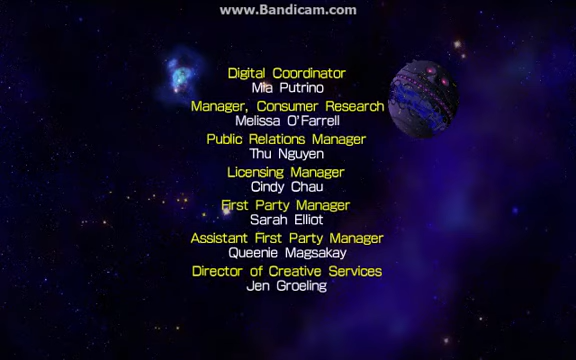 www.Bandicam.com
Digital Coordinator
Mia Putrino
Manager, Consumer Research
Melissa O'Farrell
Public Relations Manager
Thu Nguyen
Licensing Manager
Cindy Chau
First Party Manager
Sarah Elliot
Assistant First Party Manager
Queenie Magsakay
Director of Creative Services
Jen Groeling